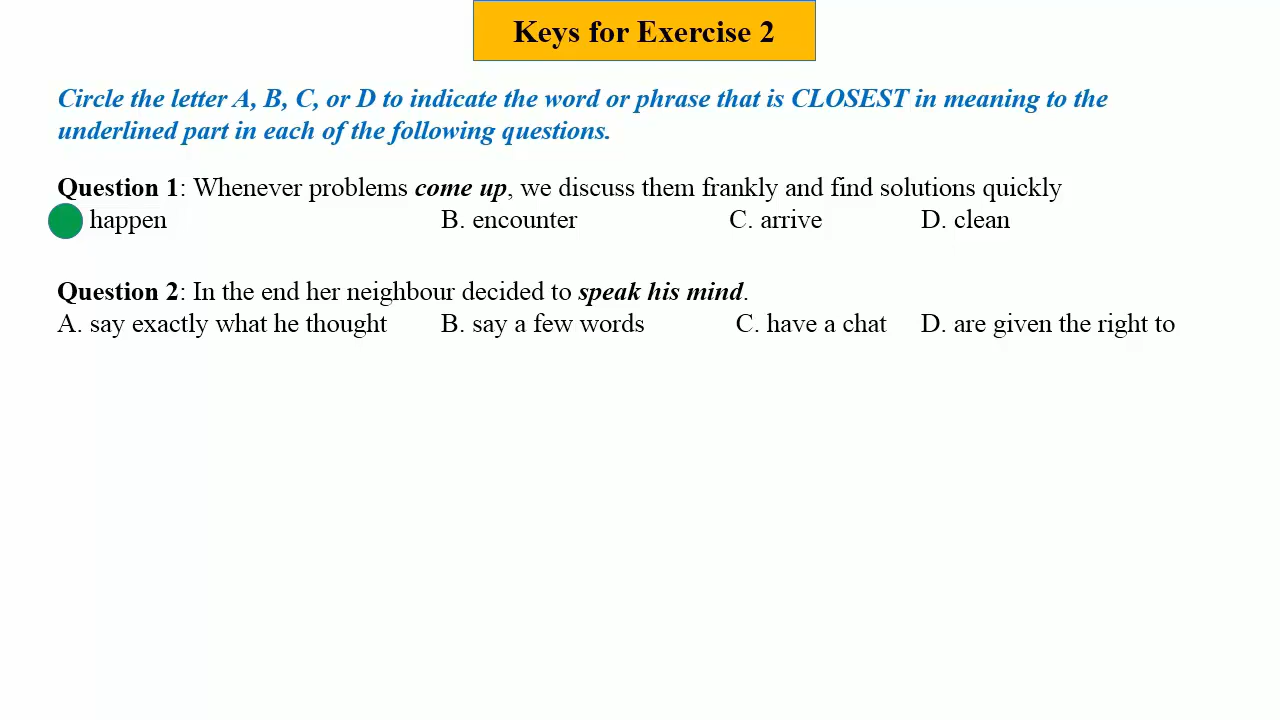 Keys for Exercise 2
Circle the letter A, B, C, or D to indicate the word or phrase that is CLOSEST in meaning to the
underlined part in each of the following questions.
Question 1: Whenever problems come up, we discuss them frankly and find solutions quickly
happen B. encounter C. arrive D. clean
Question 2: In the end her neighbour decided to speak his mind.
A. say exactly what he thought B. say a few words C. have a chat D. are given the right to